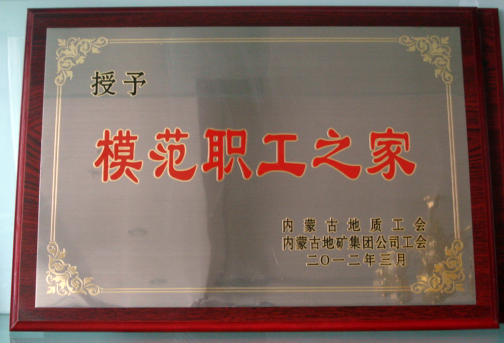 授予
模范职工之家
内蒙古地质工会
内蒙古地矿集团公司工会
二〇一二年三月